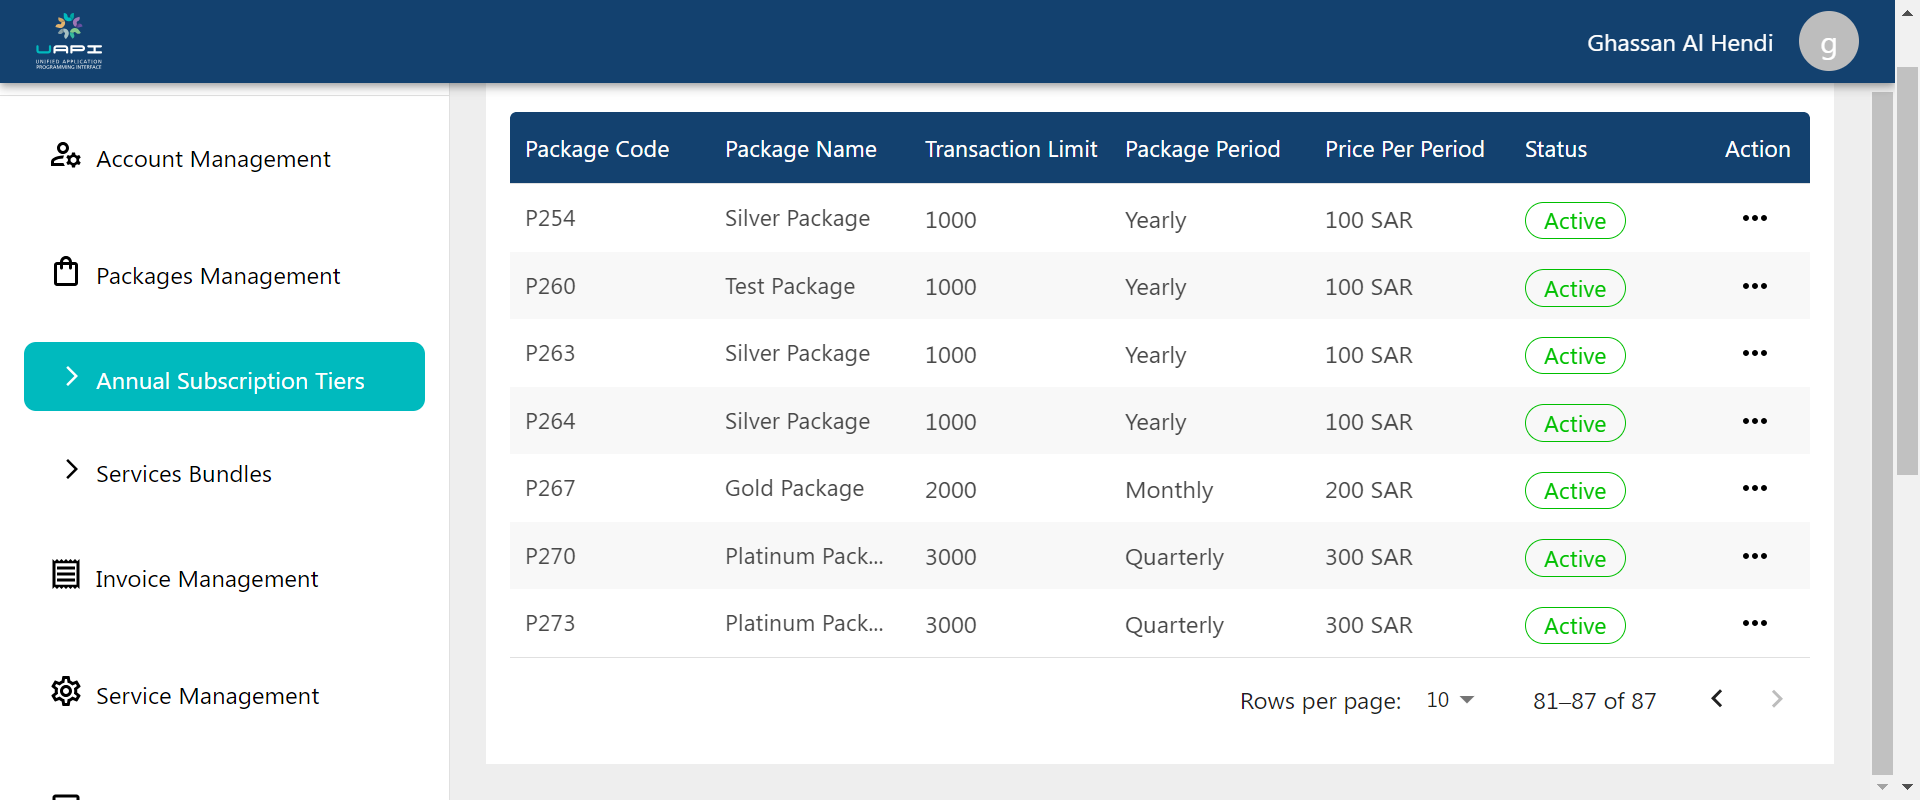 UAPI
UNIFIED APPLICATION
PROGRAMMING INTERFACE
Ghassan Al Hendi
g
Account Management
Packages Management
Annual Subscription Tiers
Services Bundles
Invoice Management
Service Management
Package Code Package Name Transaction Limit Package Period Price Per Period Status Action
P254 Silver Package 1000 Yearly 100 SAR Active •••
P260 Test Package 1000 Yearly 100 SAR Active •••
P263 Silver Package 1000 Yearly 100 SAR Active •••
P264 Silver Package 1000 Yearly 100 SAR Active •••
P267 Gold Package 2000 Monthly 200 SAR Active •••
P270 Platinum Pack... 3000 Quarterly 300 SAR Active •••
P273 Platinum Pack... 3000 Quarterly 300 SAR Active •••
Rows per page: 10 81–87 of 87